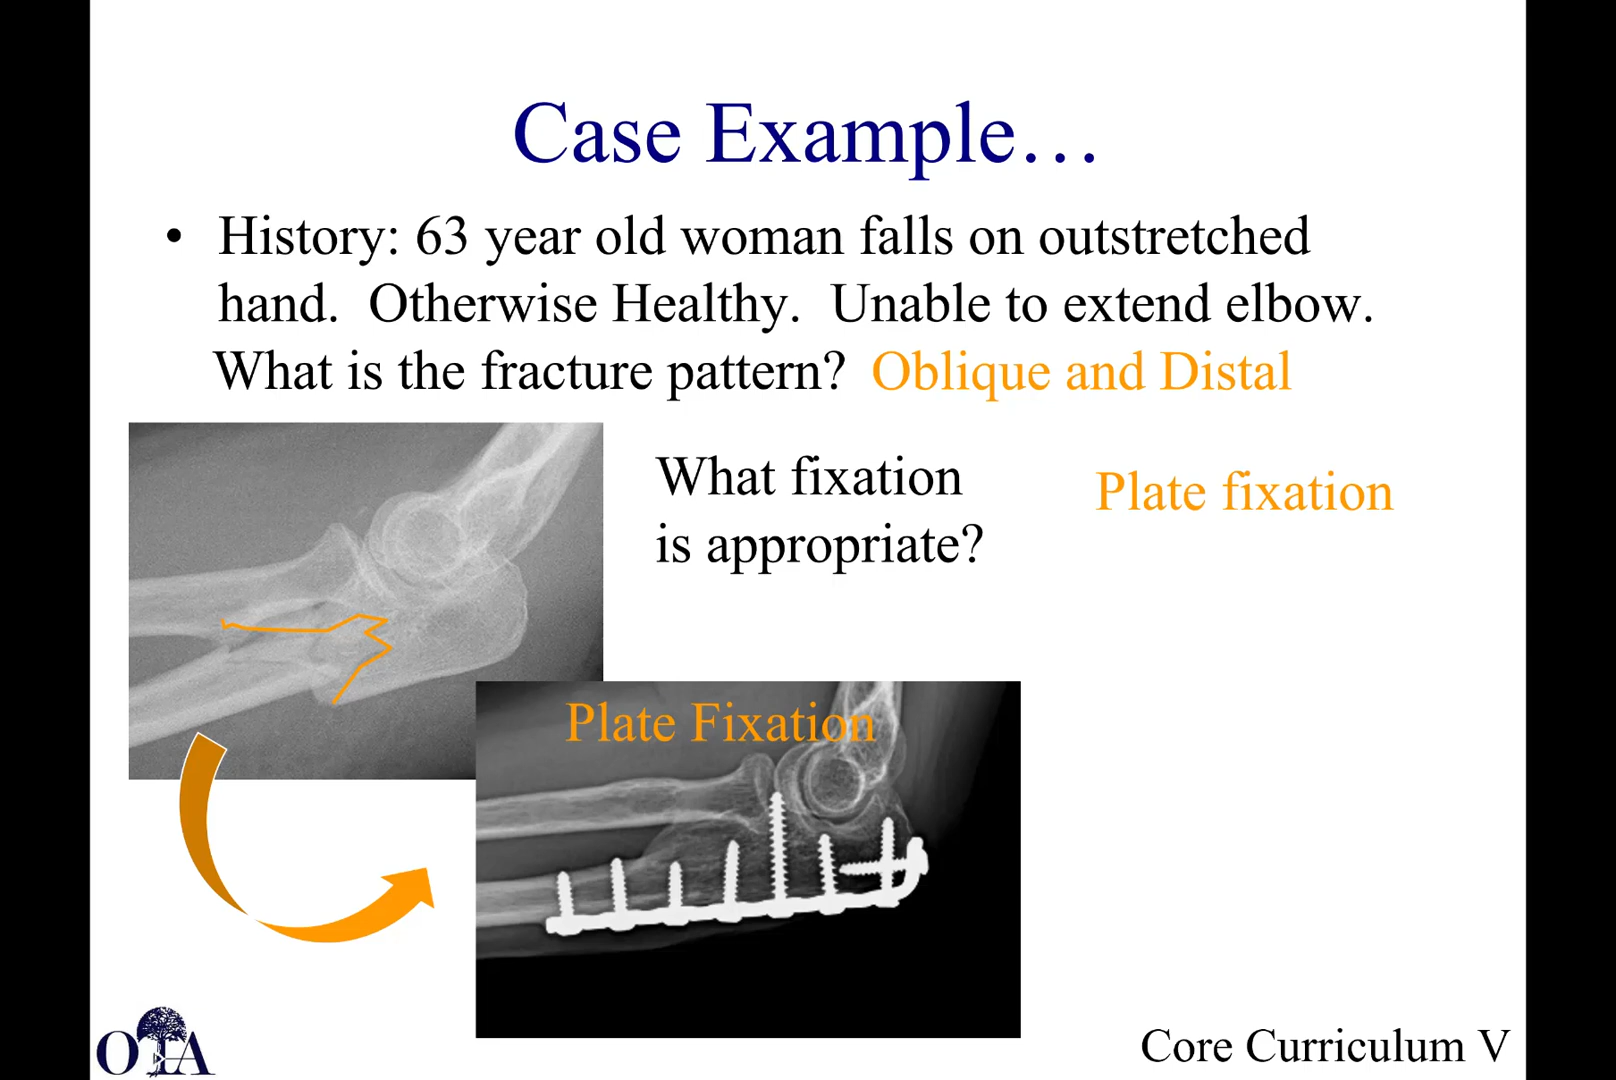 Case Example…
• History: 63 year old woman falls on outstretched
hand. Otherwise Healthy. Unable to extend elbow.
What is the fracture pattern? Oblique and Distal
What fixation
is appropriate?
Plate fixation
Plate Fixation
OTA
Core Curriculum V